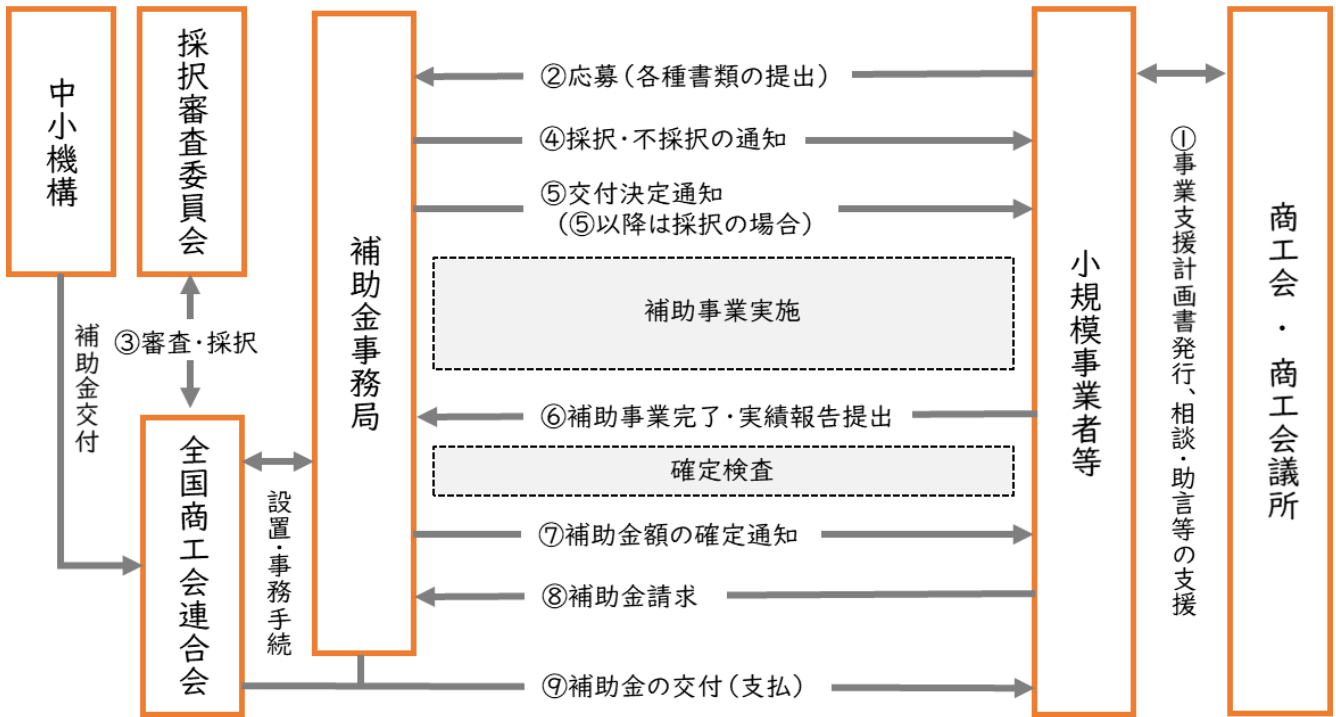 中小機構
採択審査委員会
補助金事務局
小規模事業者等
商工会・商工会議所
全国商工会連合会
①事業支援計画書発行、相談・助言等の支援
②応募(各種書類の提出)
③審査・採択
④採択・不採択の通知
⑤交付決定通知
(⑤以降は採択の場合)
補助事業実施
⑥補助事業完了・実績報告提出
確定検査
⑦補助金額の確定通知
⑧補助金請求
⑨補助金の交付(支払)
補助金交付
設置・事務手続